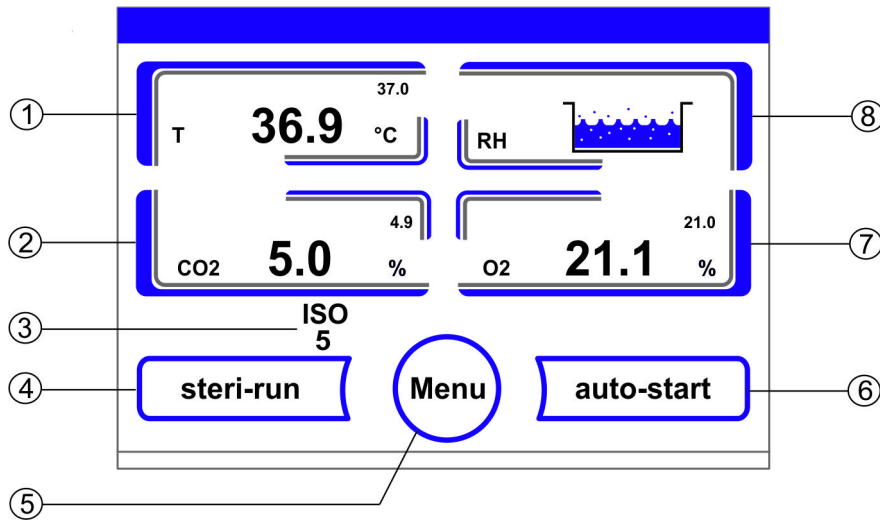 ①
37.0
T 36.9 °C
RH
⑧
②
4.9
CO2 5.0 %
21.0
O2 21.1 %
⑦
③
ISO
5
④
steri-run
Menu
auto-start
⑥
⑤